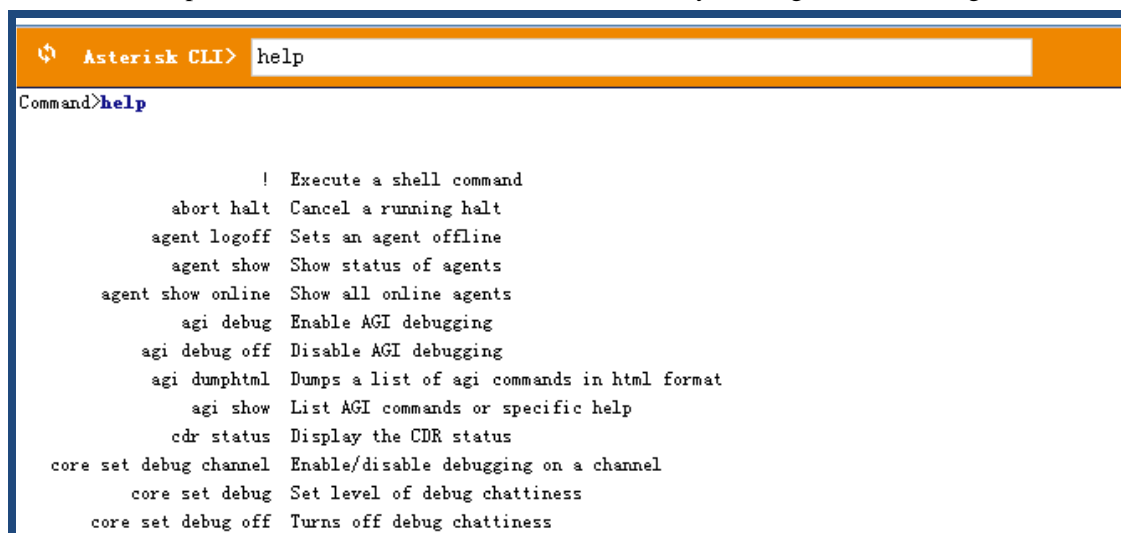 Asterisk CLI> help
Command>help
! Execute a shell command
abort halt Cancel a running halt
agent logoff Sets an agent offline
agent show Show status of agents
agent show online Show all online agents
agi debug Enable AGI debugging
agi debug off Disable AGI debugging
agi dumphtml Dumps a list of agi commands in html format
agi show List AGI commands or specific help
cdr status Display the CDR status
core set debug channel Enable/disable debugging on a channel
core set debug Set level of debug chattiness
core set debug off Turns off debug chattiness